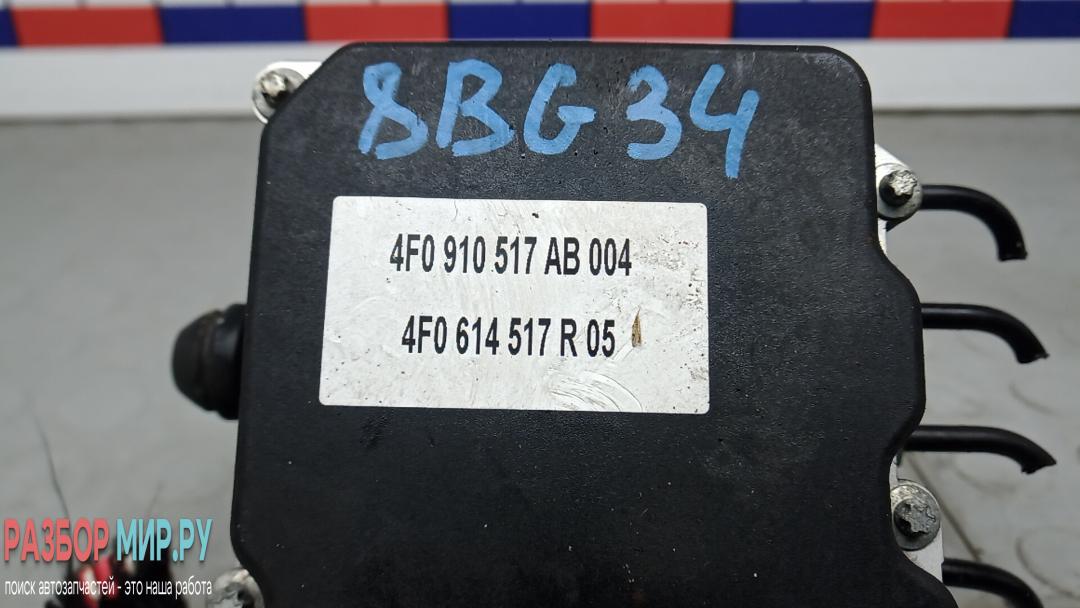 8BG34
4F0 910 517 AB 004
4F0 614 517 R 05
РАЗБОР МИР.РУ
поиск автозапчастей - это наша работа